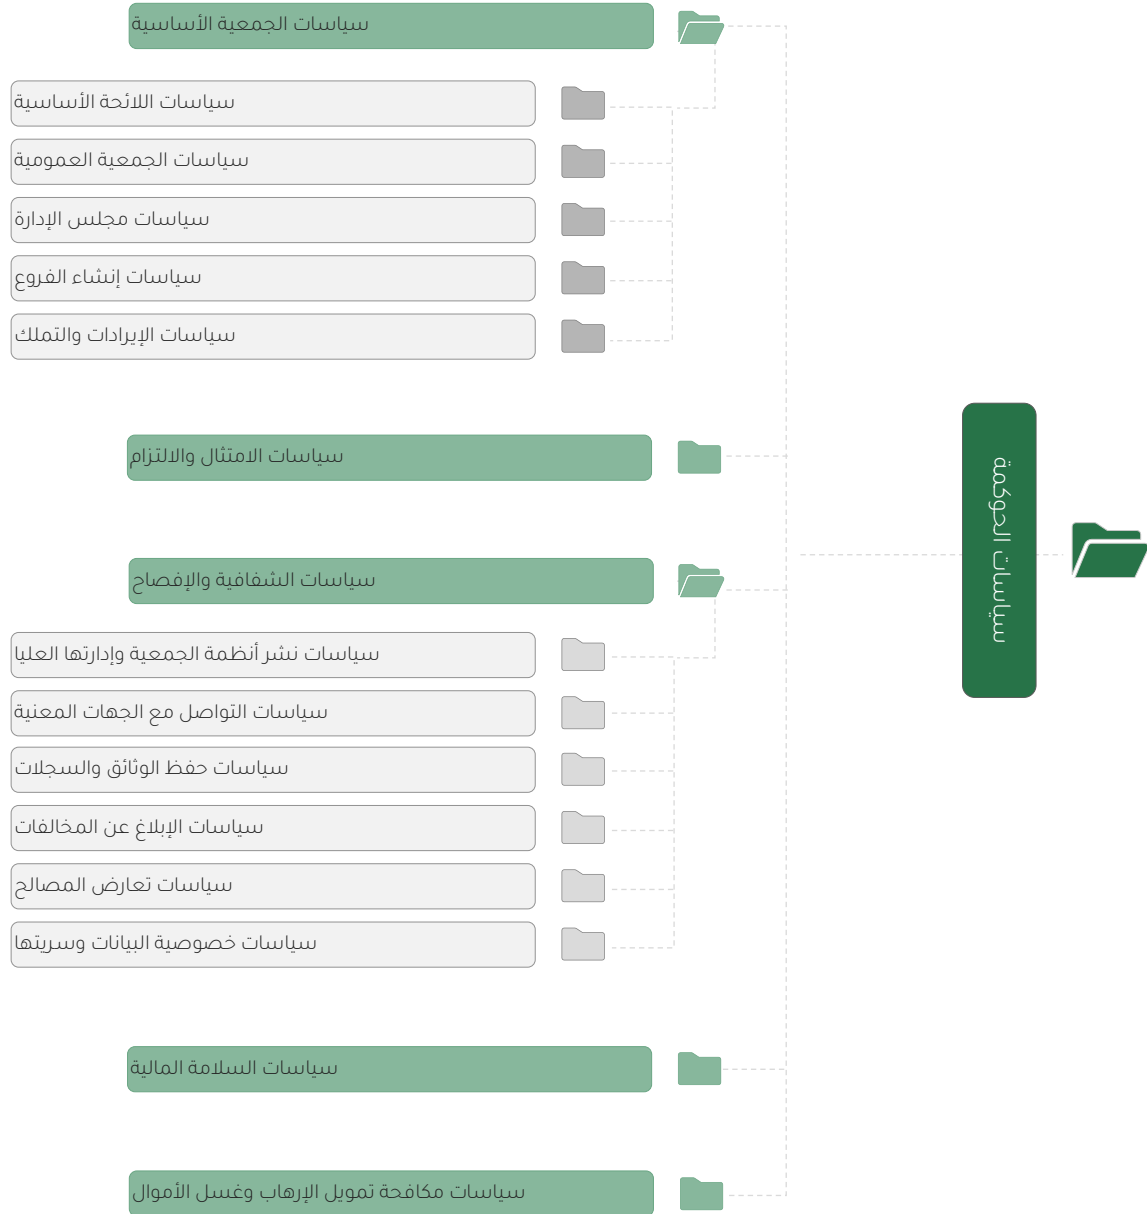 سياسات الحوكمة
سياسات الجمعية الأساسية
سياسات اللائحة الأساسية
سياسات الجمعية العمومية
سياسات مجلس الإدارة
سياسات إنشاء الفروع
سياسات الإيرادات والتملك
سياسات الامتثال والالتزام
سياسات الشفافية والإفصاح
سياسات نشر أنظمة الجمعية وإدارتها العليا
سياسات التواصل مع الجهات المعنية
سياسات حفظ الوثائق والسجلات
سياسات الإبلاغ عن المخالفات
سياسات تعارض المصالح
سياسات خصوصية البيانات وسريتها
سياسات السلامة المالية
سياسات مكافحة تمويل الإرهاب وغسل الأموال